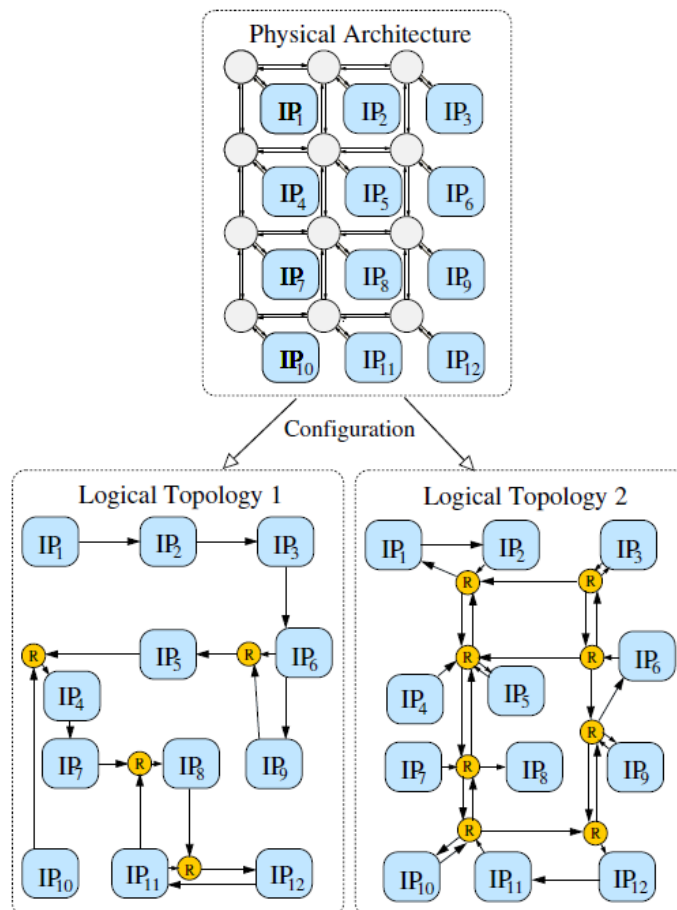 Physical Architecture
IP1 IP2 IP3
IP4 IP5 IP6
IP7 IP8 IP9
IP10 IP11 IP12
Configuration
Logical Topology 1
IP1 IP2 IP3
R IP5 R IP6
IP4
IP7 R IP8 IP9
IP10 IP11 R IP12
Logical Topology 2
IP1 IP2 IP3
R R
R R IP6
IP4 IP5
R IP9
IP7 R IP8
R R
IP10 IP11 IP12